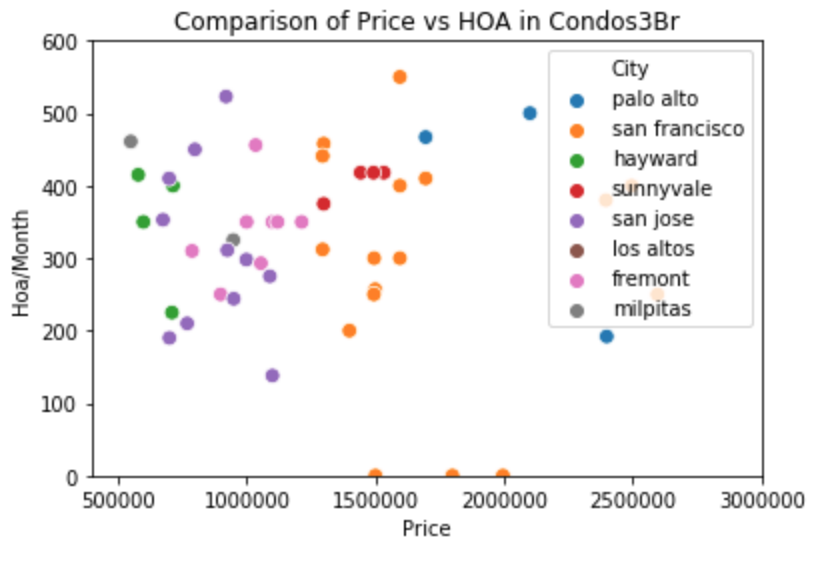 Comparison of Price vs HOA in Condos3Br
600
500
400
300
200
100
0
Hoa/Month
City
palo alto
san francisco
hayward
sunnyvale
san jose
los altos
fremont
milpitas
500000 1000000 1500000 2000000 2500000 3000000
Price